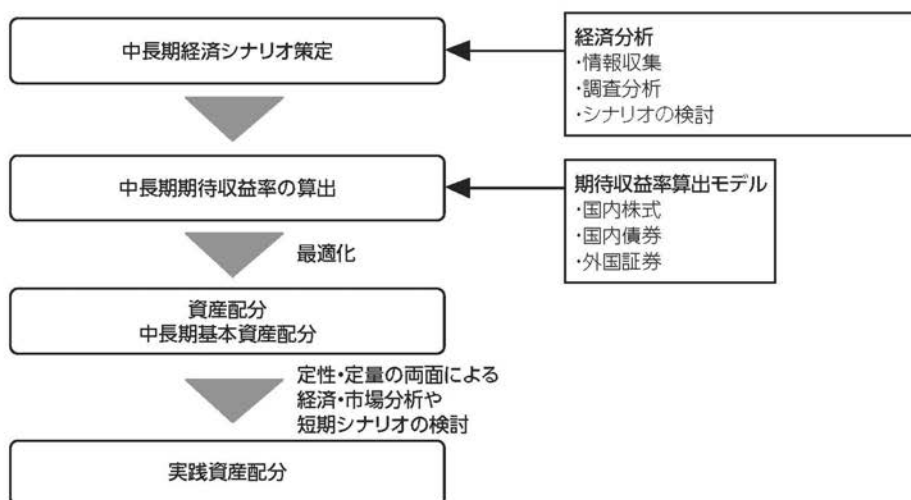 中長期経済シナリオ策定
経済分析
・情報収集
・調査分析
・シナリオの検討
中長期期待収益率の算出
期待収益率算出モデル
・国内株式
・国内債券
・外国証券
最適化
資産配分
中長期基本資産配分
定性・定量の両面による
経済・市場分析や
短期シナリオの検討
実践資産配分